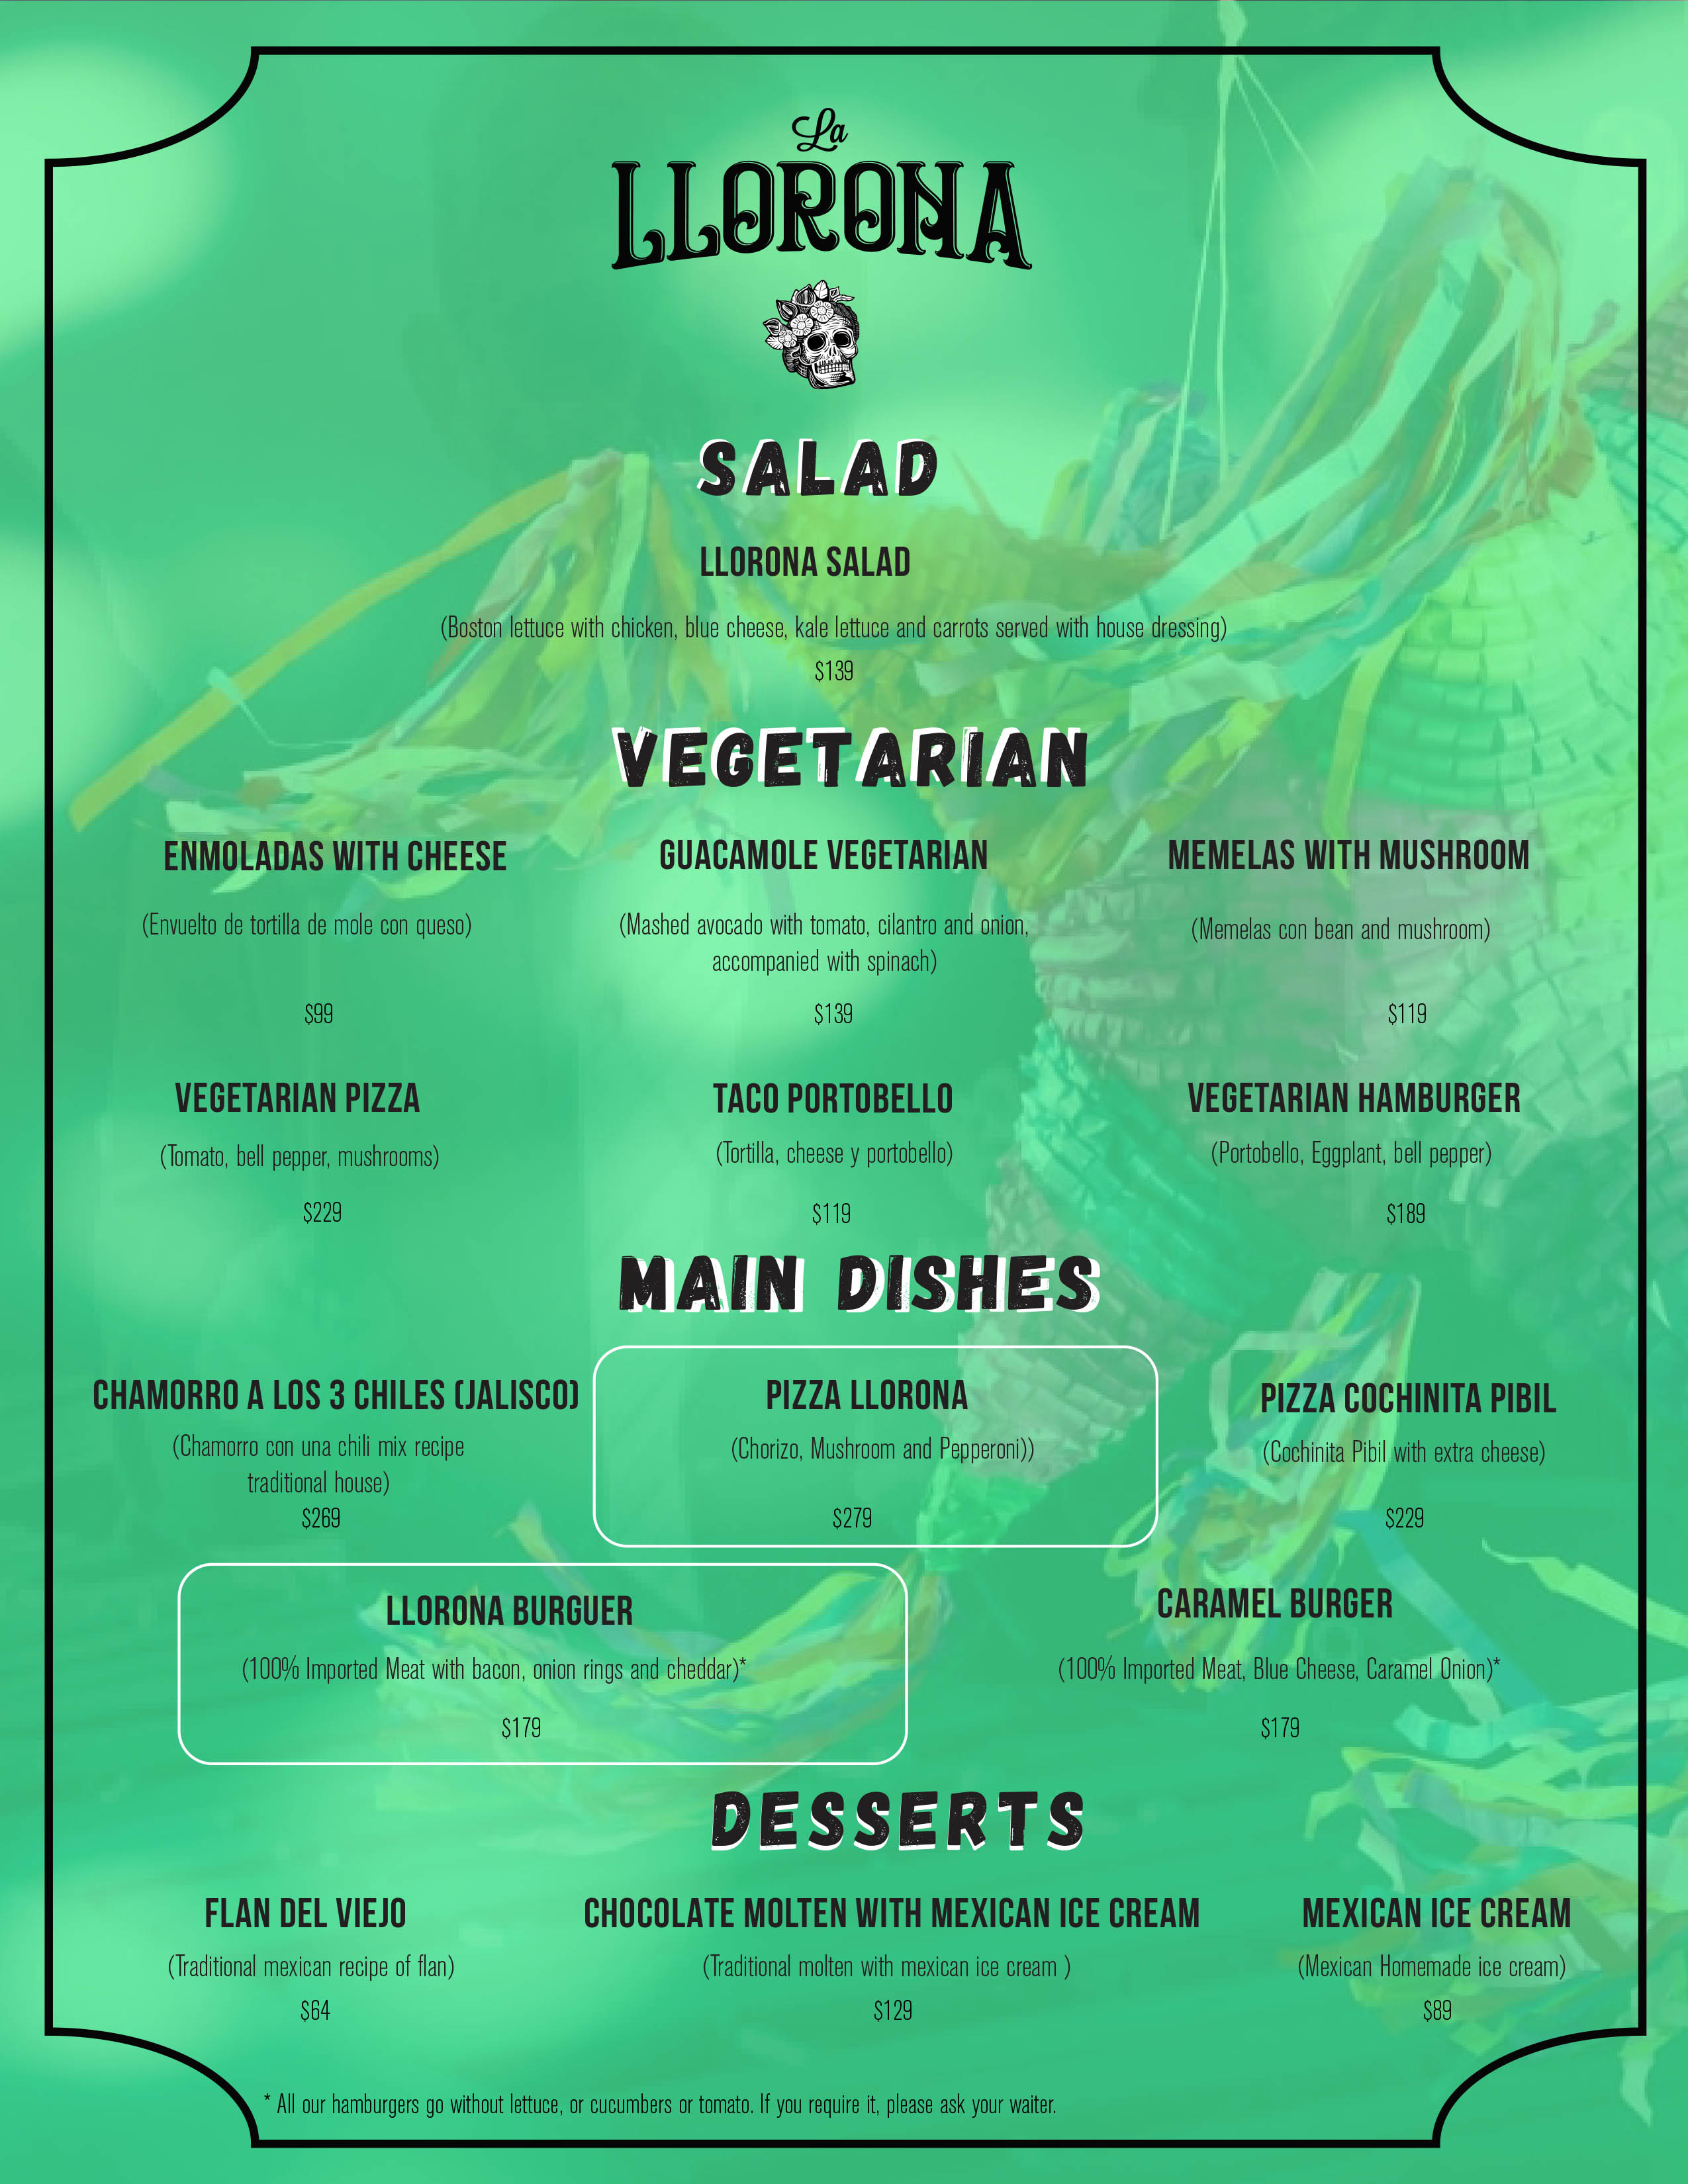 La
LLORONA
SALAD
LLORONA SALAD
(Boston lettuce with chicken, blue cheese, kale lettuce and carrots served with house dressing)
$139
VEGETARIAN
ENMOLADAS WITH CHEESE
(Envuelto de tortilla de mole con queso)
$99
GUACAMOLE VEGETARIAN
(Mashed avocado with tomato, cilantro and onion,
accompanied with spinach)
$139
MEMELAS WITH MUSHROOM
(Memelas con bean and mushroom)
$119
VEGETARIAN PIZZA
(Tomato, bell pepper, mushrooms)
$229
TACO PORTOBELLO
(Tortilla, cheese y portobello)
$119
VEGETARIAN HAMBURGER
(Portobello, Eggplant, bell pepper)
$189
MAIN DISHES
CHAMORRO A LOS 3 CHILES (JALISCO)
(Chamorro con una chili mix recipe
traditional house)
$269
PIZZA LLORONA
(Chorizo, Mushroom and Pepperoni))
$279
PIZZA COCHINITA PIBIL
(Cochinita Pibil with extra cheese)
$229
LLORONA BURGUER
(100% Imported Meat with bacon, onion rings and cheddar)*
$179
CARAMEL BURGER
(100% Imported Meat, Blue Cheese, Caramel Onion)*
$179
DESSERTS
FLAN DEL VIEJO
(Traditional mexican recipe of flan)
$64
CHOCOLATE MOLTEN WITH MEXICAN ICE CREAM
(Traditional molten with mexican ice cream )
$129
MEXICAN ICE CREAM
(Mexican Homemade ice cream)
$89
* All our hamburgers go without lettuce, or cucumbers or tomato. If you require it, please ask your waiter.